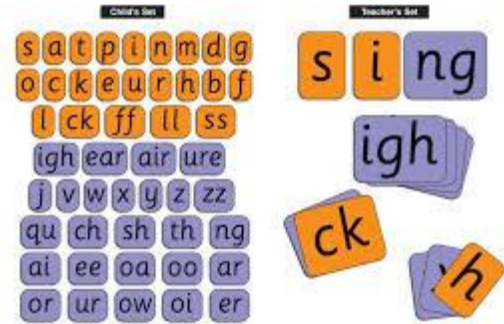 Child's Set
s a t p i n m d g
o c k e u r h b f
l ck ff ll ss
igh ear air ure
j v w x y z zz
qu ch sh th ng
ai ee oa oo ar
or ur ow oi er
Teacher's Set
s i ng
igh
ck
h